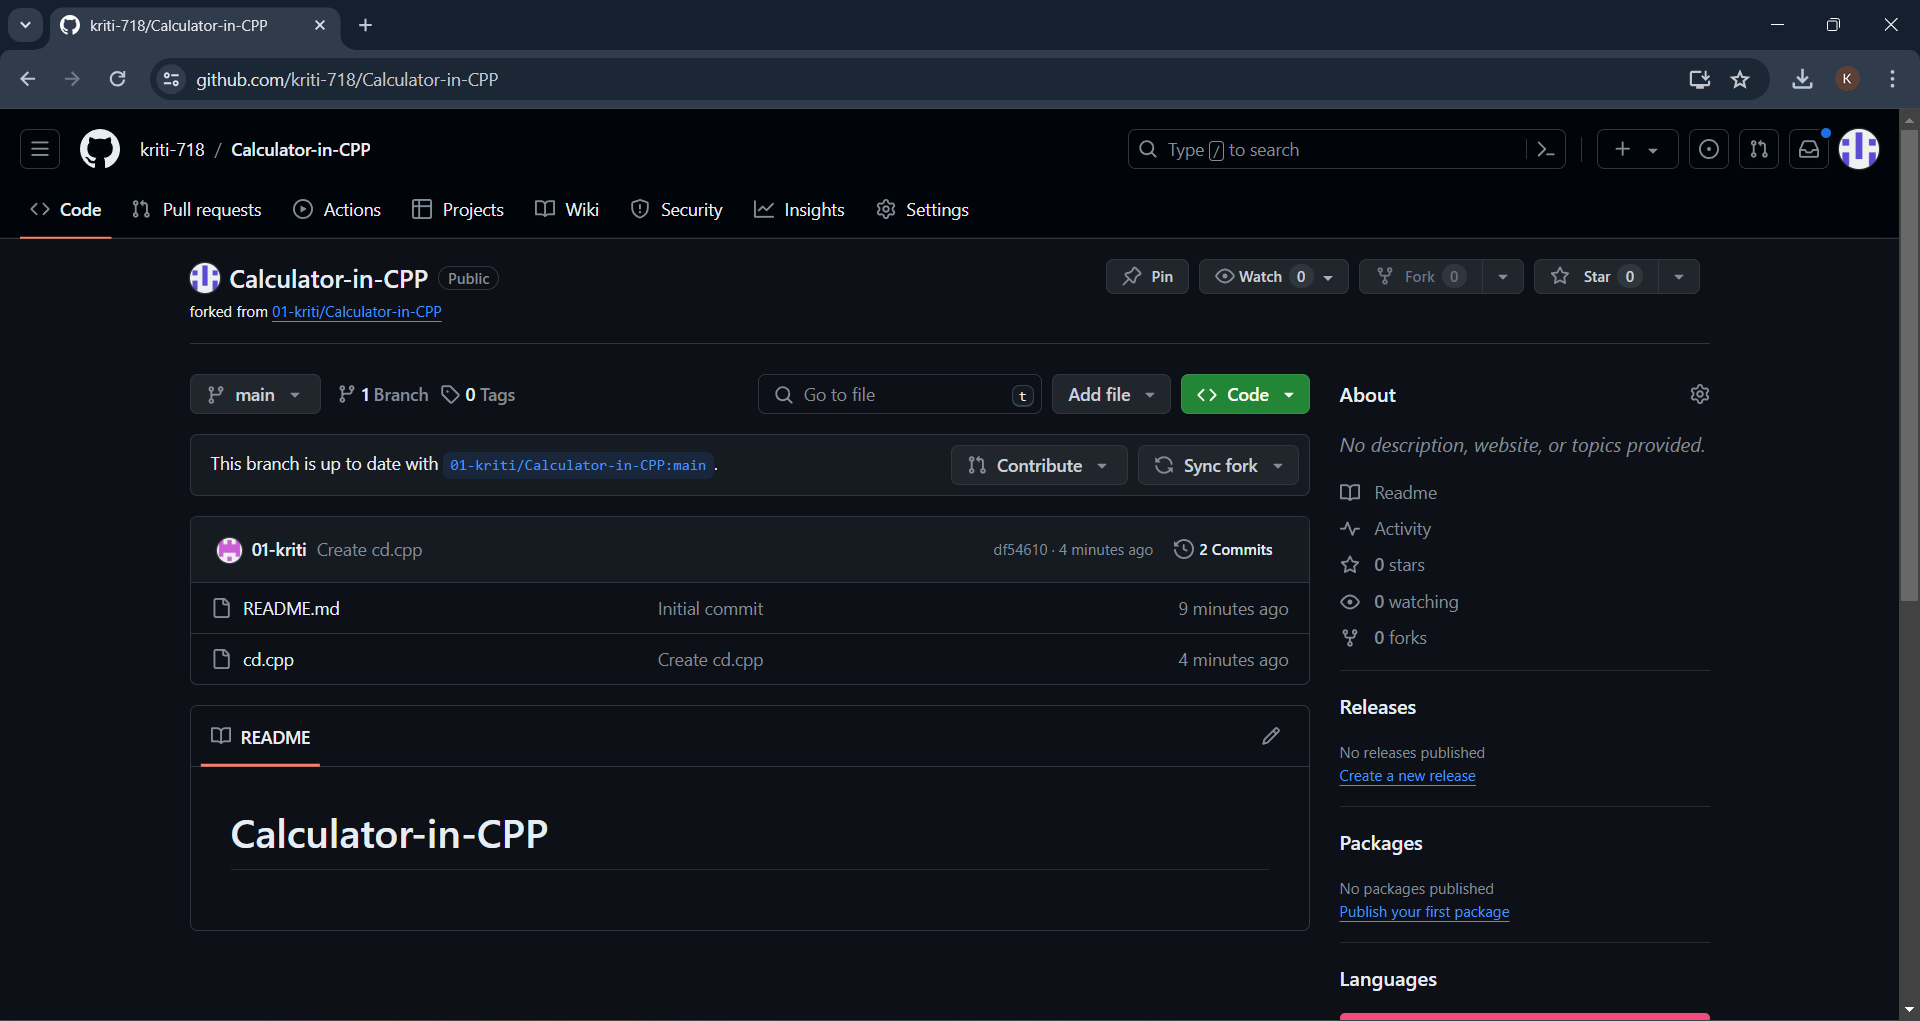 kriti-718/Calculator-in-CPP
github.com/kriti-718/Calculator-in-CPP
K
kriti-718 / Calculator-in-CPP
Type / to search
Code Pull requests Actions Projects Wiki Security Insights Settings
Calculator-in-CPP Public
Pin Watch 0 Fork 0 Star 0
forked from 01-kriti/Calculator-in-CPP
main 1 Branch 0 Tags Go to file t Add file Code
This branch is up to date with 01-kriti/Calculator-in-CPP:main .
Contribute Sync fork
01-kriti Create cd.cpp df54610 · 4 minutes ago 2 Commits
README.md Initial commit 9 minutes ago
cd.cpp Create cd.cpp 4 minutes ago
README
Calculator-in-CPP
About
No description, website, or topics provided.
Readme
Activity
0 stars
0 watching
0 forks
Releases
No releases published
Create a new release
Packages
No packages published
Publish your first package
Languages